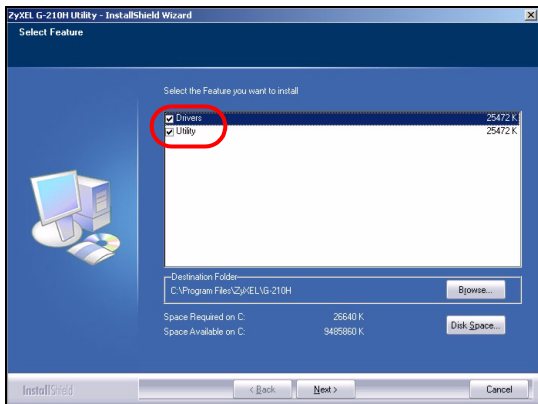 ZyXEL G-210H Utility - InstallShield Wizard
Select Feature
Select the Feature you want to install
Drivers 25472 K
Utility 25472 K
Destination Folder
C:\Program Files\ZyXEL\G-210H
Browse...
Space Required on C: 26640 K
Space Available on C: 9485860 K
Disk Space...
InstallShield
< Back
Next >
Cancel